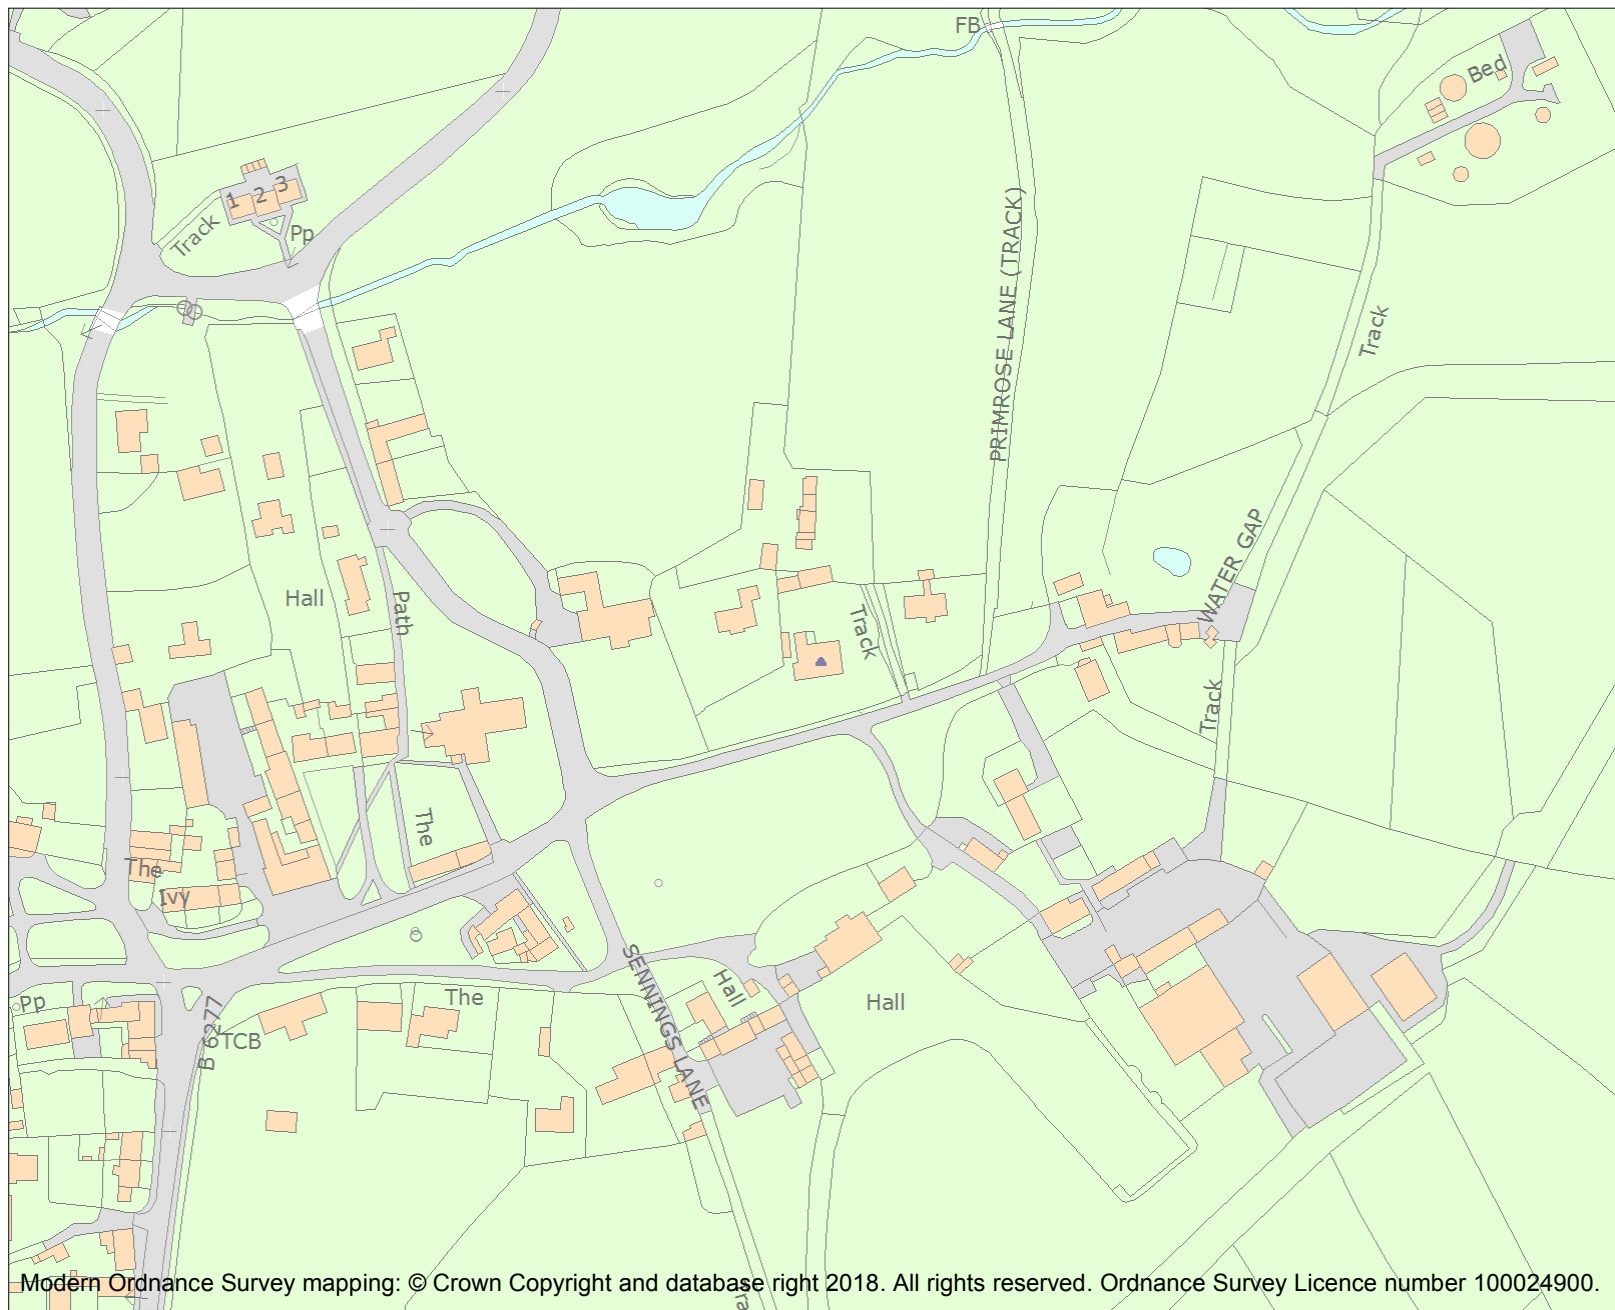 FB
Bed
1 2 3
Track
Pp
PRIMROSE LANE (TRACK)
Track
WATER GAP
Hall
Path
Track
Track
The
The
Ivy
SENNINGS LANE
Hall
The
Hall
Pp
B 6277
TCB
Modern Ordnance Survey mapping: © Crown Copyright and database right 2018. All rights reserved. Ordnance Survey Licence number 100024900.